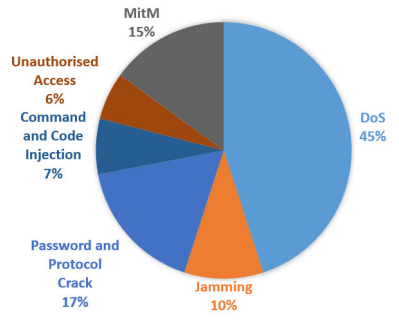 MitM
15%
Unauthorised
Access
6%
Command
and Code
Injection
7%
Password and
Protocol
Crack
17%
Jamming
10%
DoS
45%